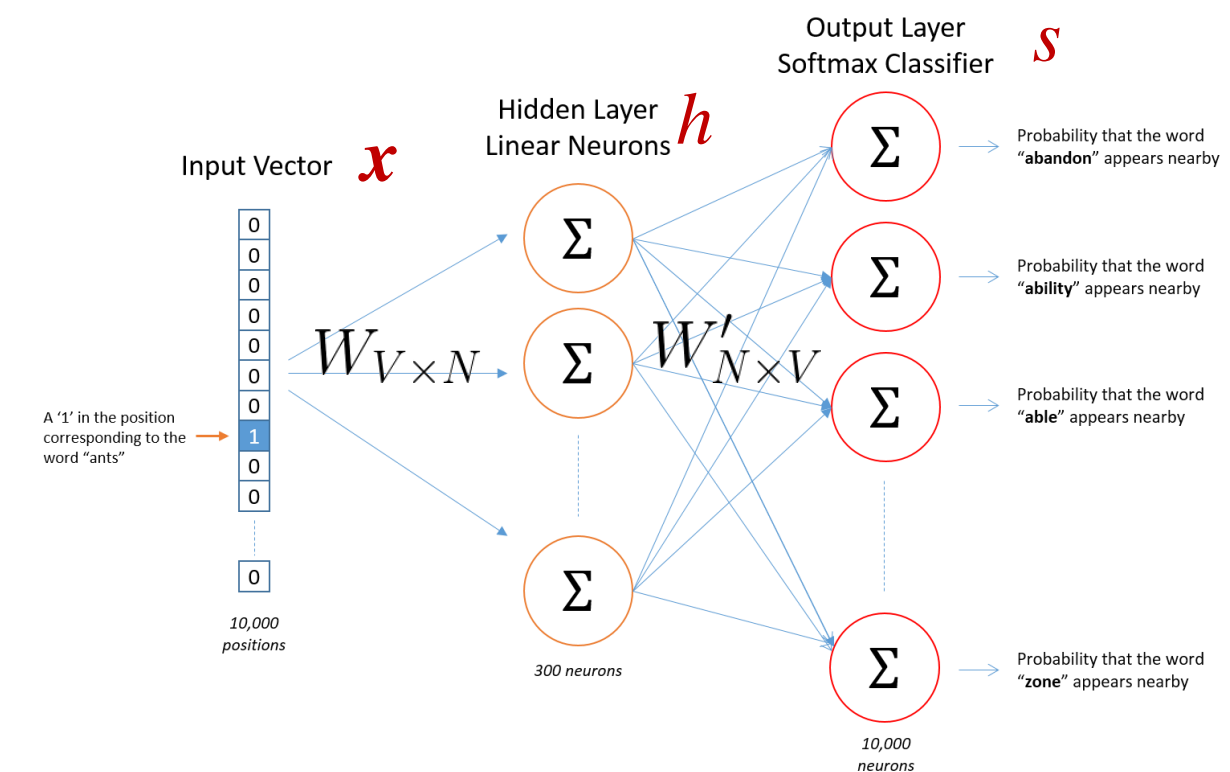 Output Layer
Softmax Classifier
s
Hidden Layer
Linear Neurons
h
Input Vector
x
0
0
0
0
0
0
0
1
0
0
0
A ‘1’ in the position
corresponding to the
word “ants”
10,000
positions
W V×N
Σ
Σ
Σ
300 neurons
W′ N×V
Σ
Σ
Σ
Σ
10,000
neurons
Probability that the word
“abandon” appears nearby
Probability that the word
“ability” appears nearby
Probability that the word
“able” appears nearby
Probability that the word
“zone” appears nearby